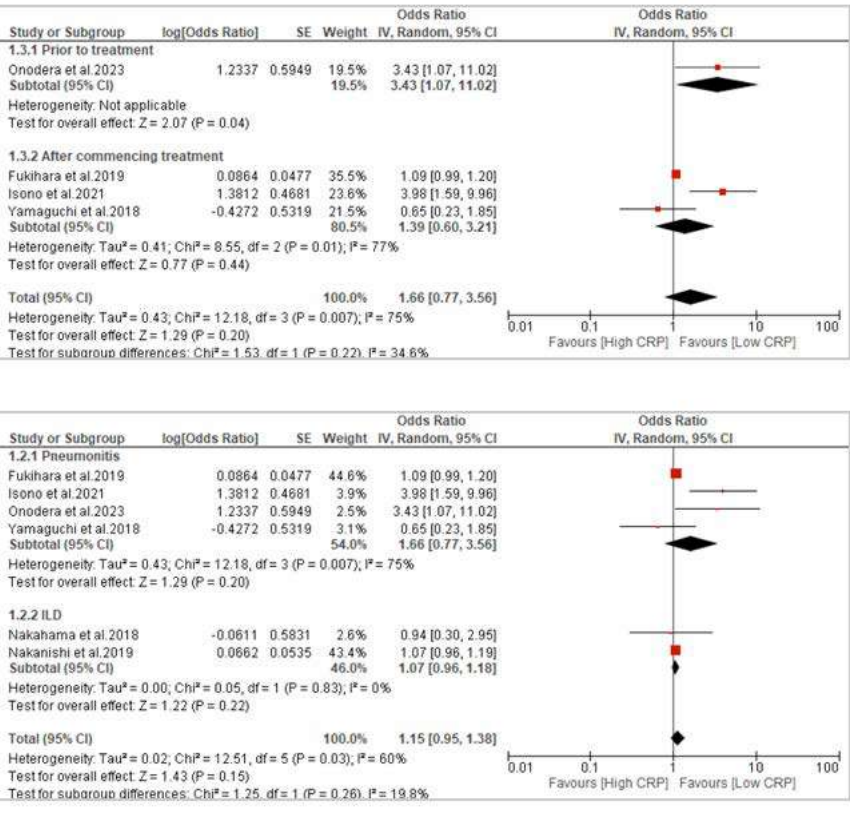 Odds Ratio Odds Ratio
Study or Subgroup log[Odds Ratio] SE Weight IV, Random, 95% CI IV, Random, 95% CI
1.3.1 Prior to treatment
Onodera et al.2023 1.2337 0.5949 19.5% 3.43 [1.07, 11.02]
Subtotal (95% CI) 19.5% 3.43 [1.07, 11.02]
Heterogeneity: Not applicable
Test for overall effect: Z = 2.07 (P = 0.04)
1.3.2 After commencing treatment
Fukihara et al.2019 0.0864 0.0477 35.5% 1.09 [0.99, 1.20]
Isono et al.2021 1.3812 0.4681 23.6% 3.98 [1.59, 9.96]
Yamaguchi et al.2018 -0.4272 0.5319 21.5% 0.65 [0.23, 1.85]
Subtotal (95% CI) 80.5% 1.39 [0.60, 3.21]
Heterogeneity: Tau² = 0.41; Chi² = 8.55, df = 2 (P = 0.01); I² = 77%
Test for overall effect: Z = 0.77 (P = 0.44)
Total (95% CI) 100.0% 1.66 [0.77, 3.56]
Heterogeneity: Tau² = 0.43; Chi² = 12.18, df = 3 (P = 0.007); I² = 75%
Test for overall effect: Z = 1.29 (P = 0.20)
Test for subgroup differences: Chi² = 1.53, df = 1 (P = 0.22), I² = 34.6%
0.01 0.1 1 10 100
Favours [High CRP] Favours [Low CRP]
Odds Ratio Odds Ratio
Study or Subgroup log[Odds Ratio] SE Weight IV, Random, 95% CI IV, Random, 95% CI
1.2.1 Pneumonitis
Fukihara et al.2019 0.0864 0.0477 44.6% 1.09 [0.99, 1.20]
Isono et al.2021 1.3812 0.4681 3.9% 3.98 [1.59, 9.96]
Onodera et al.2023 1.2337 0.5949 2.5% 3.43 [1.07, 11.02]
Yamaguchi et al.2018 -0.4272 0.5319 3.1% 0.65 [0.23, 1.85]
Subtotal (95% CI) 54.0% 1.66 [0.77, 3.56]
Heterogeneity: Tau² = 0.43; Chi² = 12.18, df = 3 (P = 0.007); I² = 75%
Test for overall effect: Z = 1.29 (P = 0.20)
1.2.2 ILD
Nakahama et al.2018 -0.0611 0.5831 2.6% 0.94 [0.30, 2.95]
Nakanishi et al.2019 0.0662 0.0535 43.4% 1.07 [0.96, 1.19]
Subtotal (95% CI) 46.0% 1.07 [0.96, 1.18]
Heterogeneity: Tau² = 0.00; Chi² = 0.05, df = 1 (P = 0.83); I² = 0%
Test for overall effect: Z = 1.22 (P = 0.22)
Total (95% CI) 100.0% 1.15 [0.95, 1.38]
Heterogeneity: Tau² = 0.02; Chi² = 12.51, df = 5 (P = 0.03); I² = 60%
Test for overall effect: Z = 1.43 (P = 0.15)
Test for subgroup differences: Chi² = 1.25, df = 1 (P = 0.26), I² = 19.8%
0.01 0.1 1 10 100
Favours [High CRP] Favours [Low CRP]